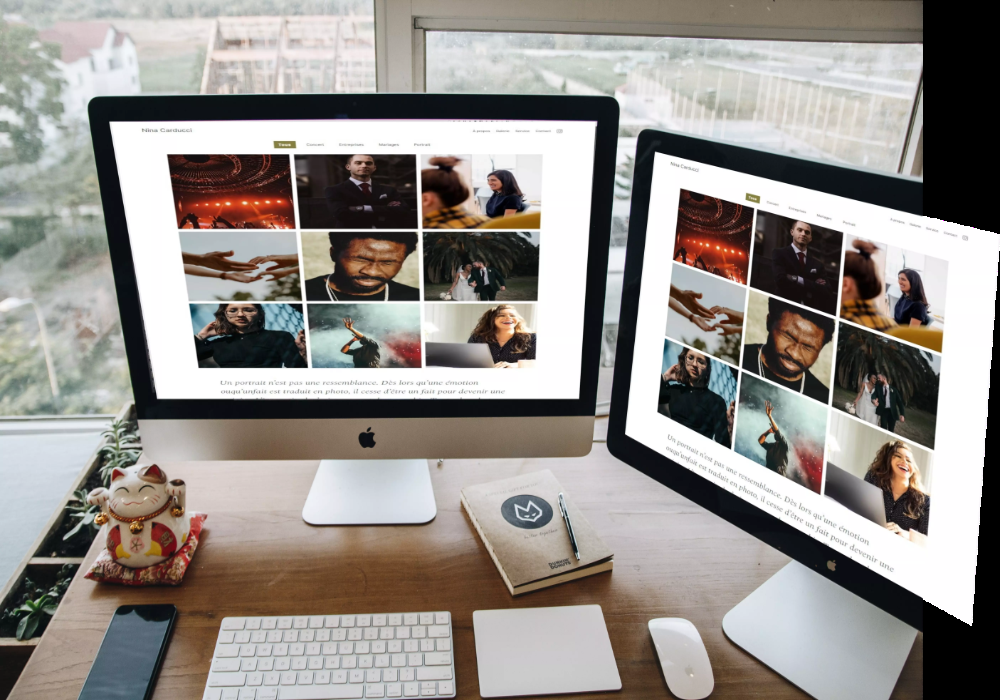 Nina Carducci
À propos Galerie Services Contact
Tous Concert Entreprises Mariages Portrait
Un portrait n'est pas une ressemblance. Dès lors qu'une émotion
ouqu'unfait est traduit en photo, il cesse d'être un fait pour devenir une
Nina Carducci
À propos Galerie Services Contact
Tous Concert Entreprises Mariages Portrait
Un portrait n'est pas une ressemblance. Dès lors qu'une émotion
ouqu'unfait est traduit en photo, il cesse d'être un fait pour devenir une